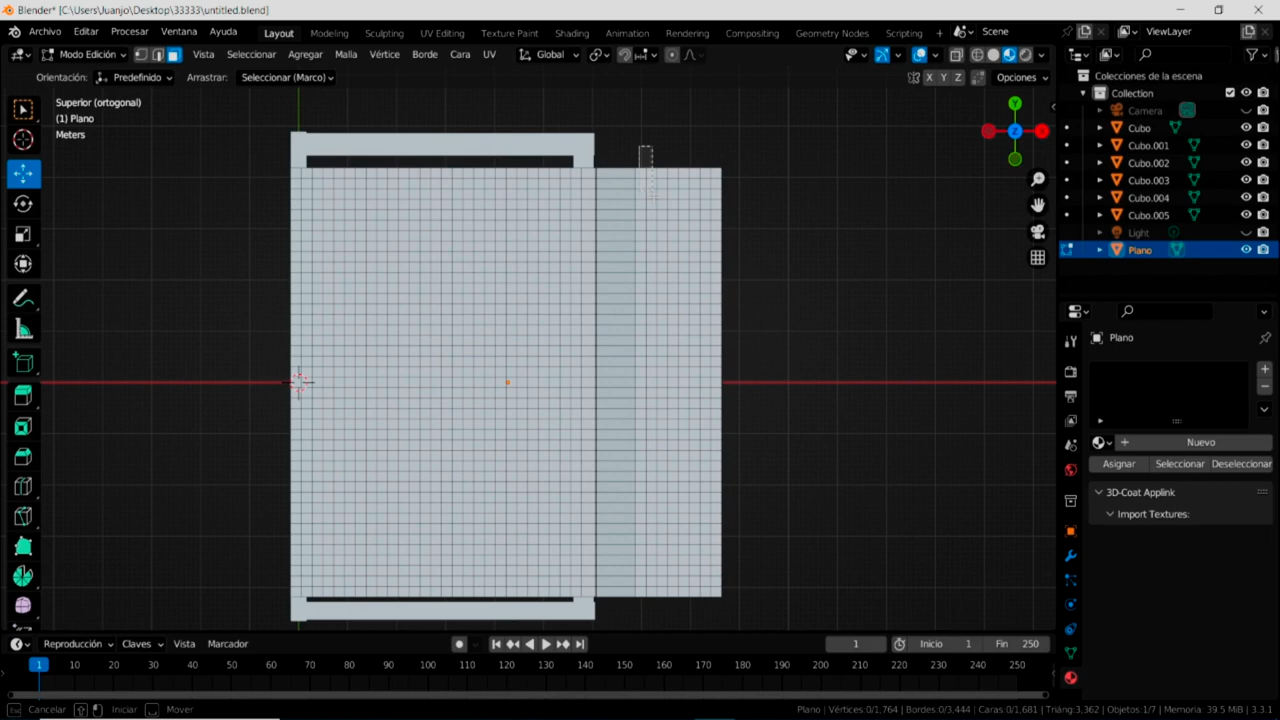 Blender* [C:\Users\Juanjo\Desktop\33333\untitled.blend]
Archivo Editar Procesar Ventana Ayuda Layout Modeling Sculpting UV Editing Texture Paint Shading Animation Rendering Compositing Geometry Nodes Scripting + Scene ViewLayer
Modo Edición Vista Seleccionar Agregar Malla Vértice Borde Cara UV Global
Orientación: Predefinido Arrastrar: Seleccionar (Marco) X Y Z Opciones
Colecciones de la escena
Collection
Camera
Cubo
Cubo.001
Cubo.002
Cubo.003
Cubo.004
Cubo.005
Light
Plano
Superior (ortogonal)
(1) Plano
Meters
Y
Z
Plano
+
−
+ Nuevo
Asignar Seleccionar Deseleccionar
3D-Coat Applink
Import Textures:
Reproducción Claves Vista Marcador 1 Inicio 1 Fin 250
1 10 20 30 40 50 60 70 80 90 100 110 120 130 140 150 160 170 180 190 200 210 220 230 240 250
Esc Cancelar Iniciar Mover Plano | Vértices:0/1,764 | Bordes:0/3,444 | Caras:0/1,681 | Triáng:3,362 | Objetos:1/7 | Memoria: 39.5 MiB | 3.3.1